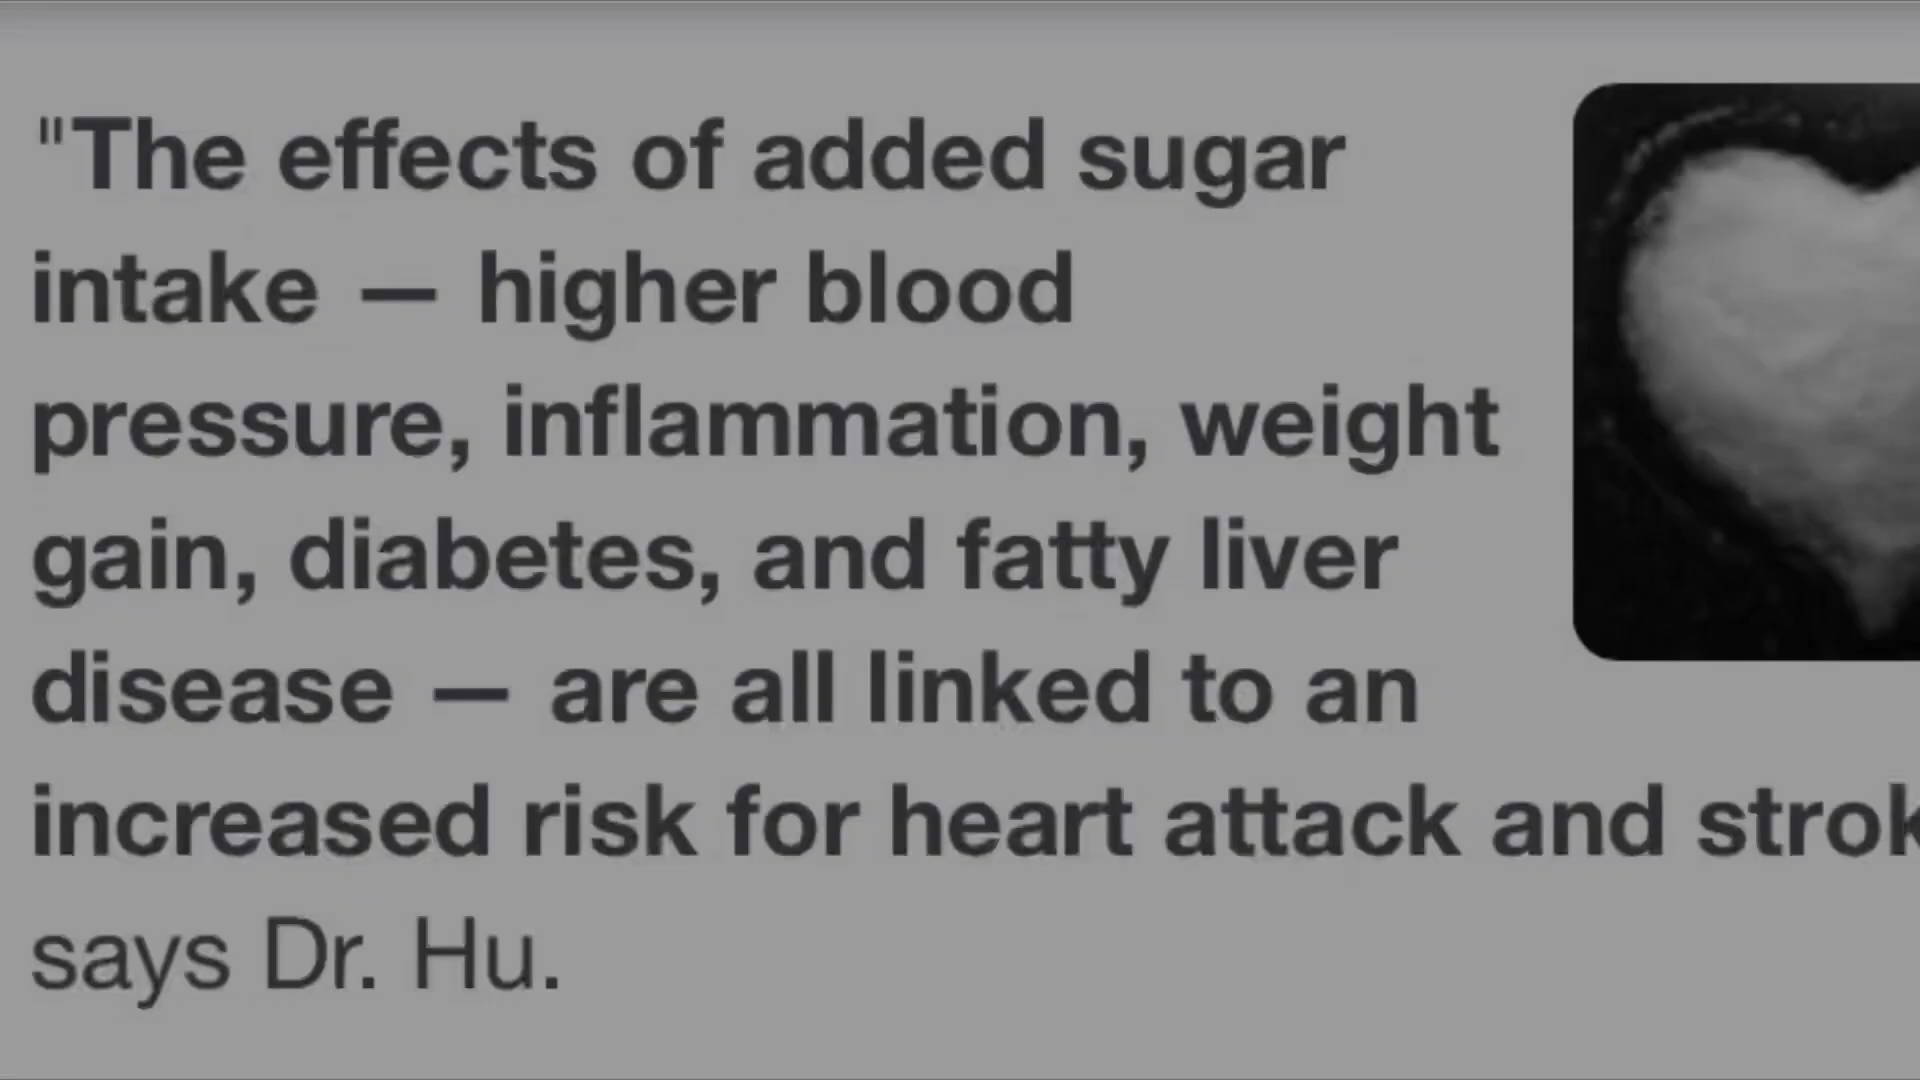 "The effects of added sugar
intake — higher blood
pressure, inflammation, weight
gain, diabetes, and fatty liver
disease — are all linked to an
increased risk for heart attack and strok
says Dr. Hu.